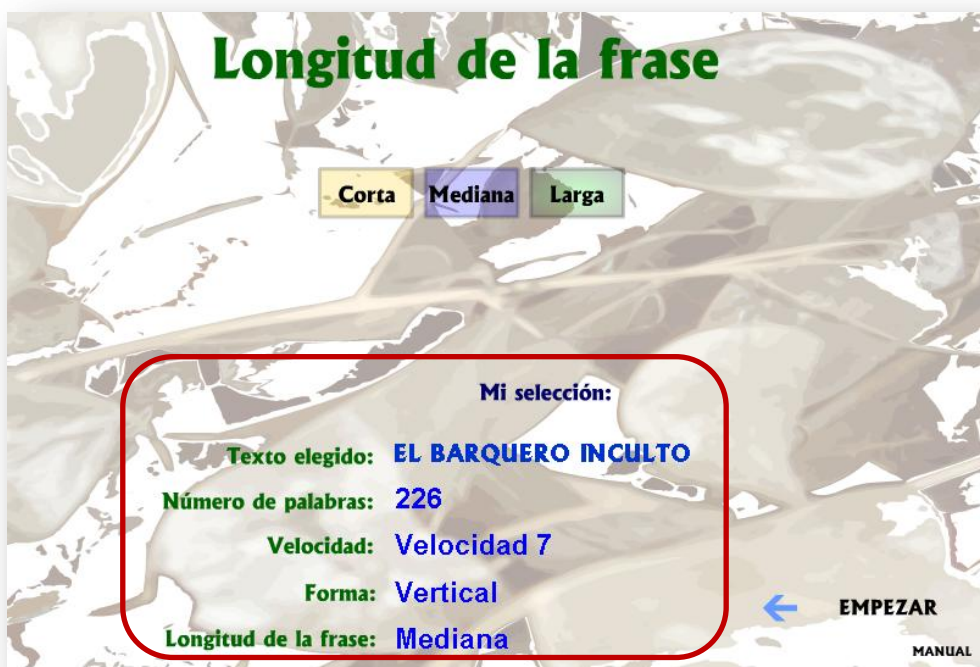 Longitud de la frase
Corta Mediana Larga
Mi selección:
Texto elegido: EL BARQUERO INCULTO
Número de palabras: 226
Velocidad: Velocidad 7
Forma: Vertical
EMPEZAR
Longitud de la frase: Mediana
MANUAL